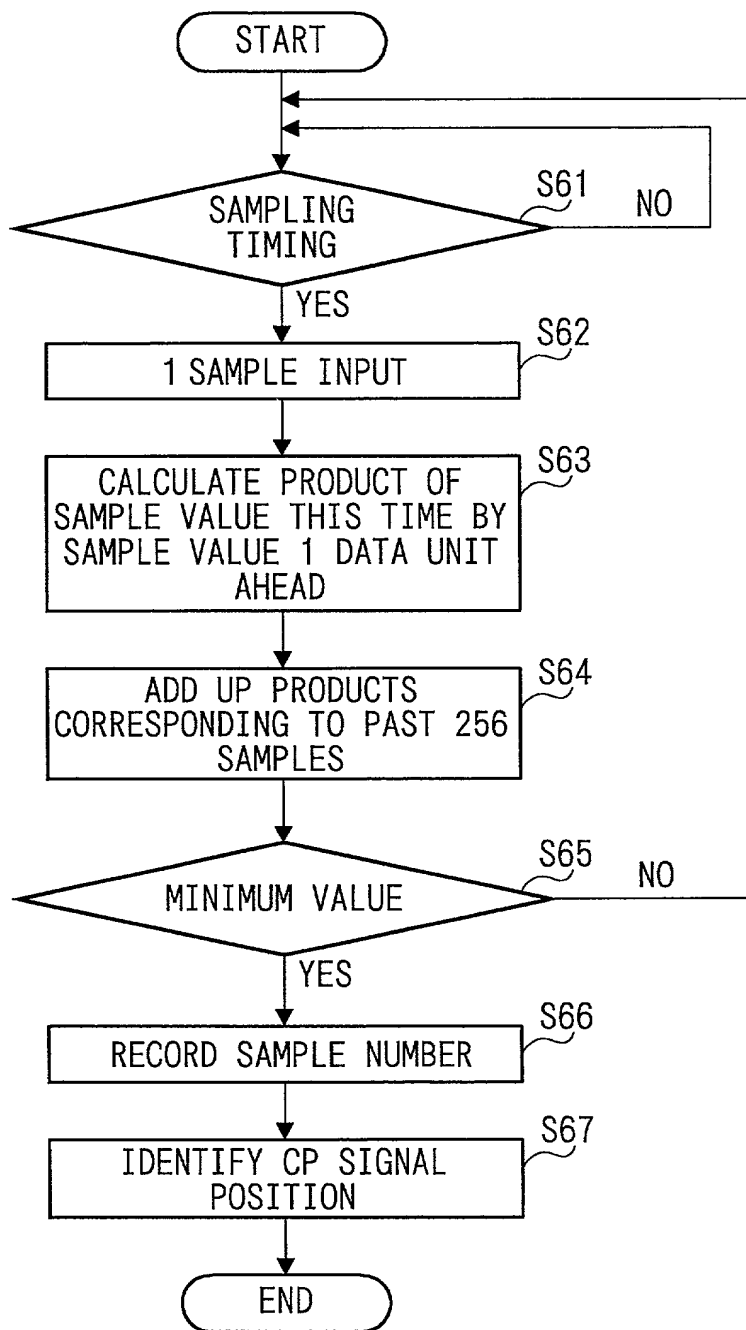 START
S61
SAMPLING
TIMING
NO
YES
S62
1 SAMPLE INPUT
S63
CALCULATE PRODUCT OF
SAMPLE VALUE THIS TIME BY
SAMPLE VALUE 1 DATA UNIT
AHEAD
S64
ADD UP PRODUCTS
CORRESPONDING TO PAST 256
SAMPLES
S65
MINIMUM VALUE
NO
YES
S66
RECORD SAMPLE NUMBER
S67
IDENTIFY CP SIGNAL
POSITION
END